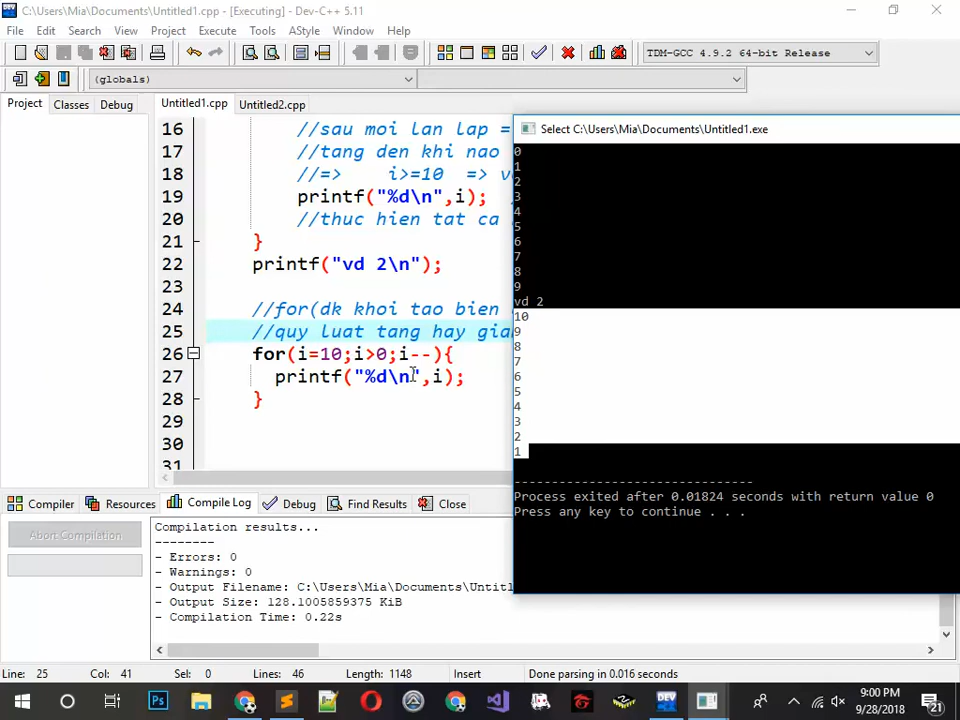 C:\Users\Mia\Documents\Untitled1.cpp - [Executing] - Dev-C++ 5.11
File Edit Search View Project Execute Tools AStyle Window Help
TDM-GCC 4.9.2 64-bit Release
(globals)
Project Classes Debug Untitled1.cpp Untitled2.cpp
16 //sau moi lan lap =
17 //tang den khi nao
18 //=> i>=10 => v
19 printf("%d\n",i);
20 //thuc hien tat ca
21 }
22 printf("vd 2\n");
23
24 //for(dk khoi tao bien
25 //quy luat tang hay gia
26 for(i=10;i>0;i--){
27 printf("%d\n",i);
28 }
29
30
31
Select C:\Users\Mia\Documents\Untitled1.exe
0
1
2
3
4
5
6
7
8
9
vd 2
10
9
8
7
6
5
4
3
2
1
--------------------------------
Process exited after 0.01824 seconds with return value 0
Press any key to continue . . .
Compiler Resources Compile Log Debug Find Results Close
Abort Compilation
Compilation results...
--------
- Errors: 0
- Warnings: 0
- Output Filename: C:\Users\Mia\Documents\Untitl
- Output Size: 128.1005859375 KiB
- Compilation Time: 0.22s
Line: 25 Col: 41 Sel: 0 Lines: 46 Length: 1148 Insert Done parsing in 0.016 seconds
9:00 PM
9/28/2018
21